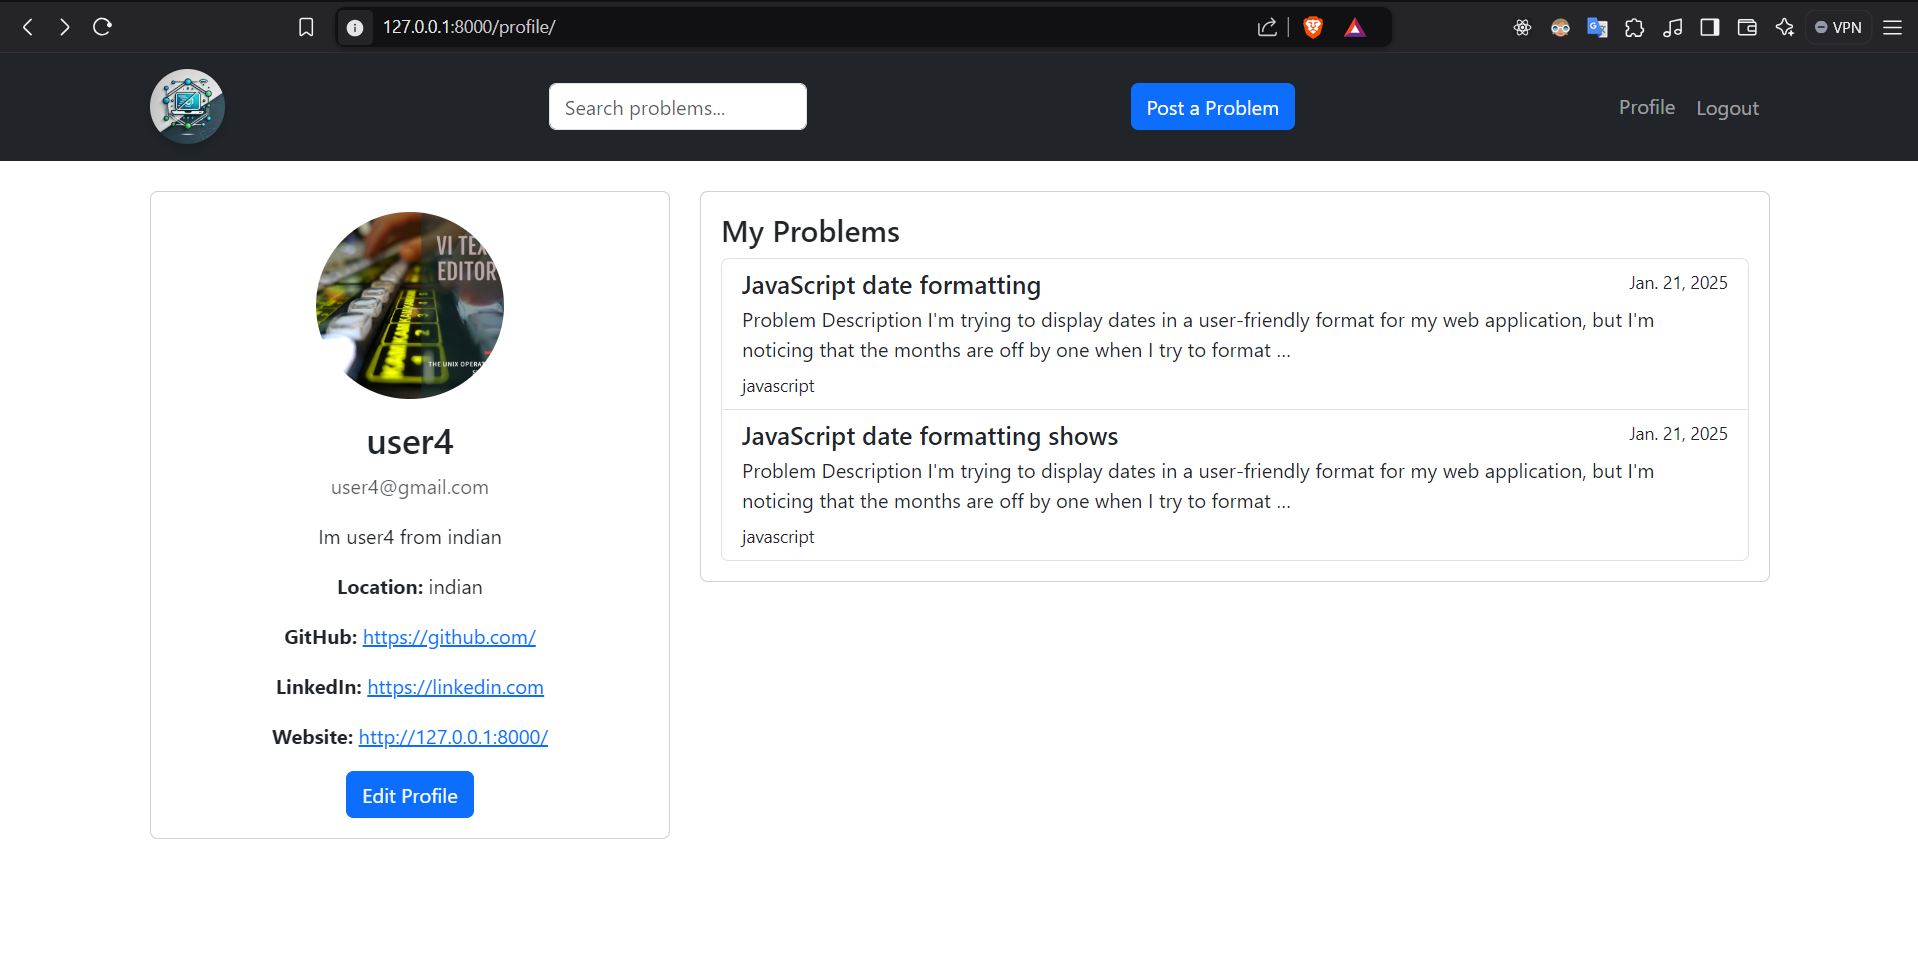 127.0.0.1:8000/profile/
VPN
Search problems...
Post a Problem
Profile
Logout
VI TEX
EDITOR
THE UNIX OPERAT
S
user4
user4@gmail.com
Im user4 from indian
Location: indian
GitHub: https://github.com/
LinkedIn: https://linkedin.com
Website: http://127.0.0.1:8000/
Edit Profile
My Problems
JavaScript date formatting
Jan. 21, 2025
Problem Description I'm trying to display dates in a user-friendly format for my web application, but I'm
noticing that the months are off by one when I try to format ...
javascript
JavaScript date formatting shows
Jan. 21, 2025
Problem Description I'm trying to display dates in a user-friendly format for my web application, but I'm
noticing that the months are off by one when I try to format ...
javascript